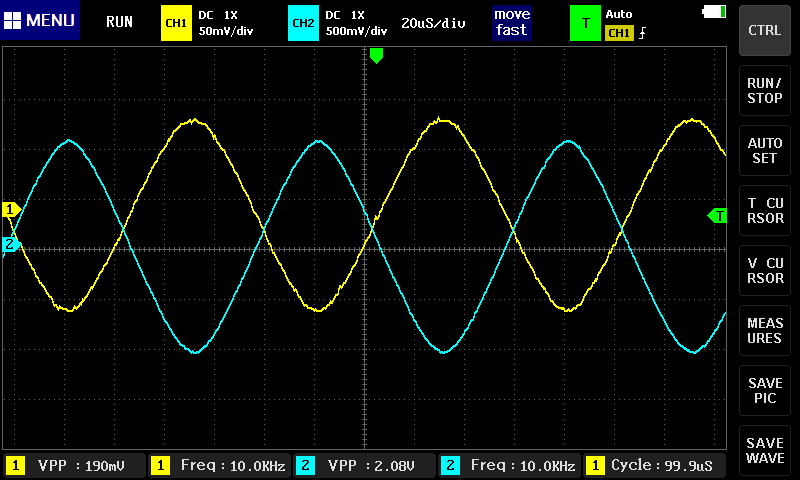 MENU
RUN
CH1
DC 1X
50mV/div
CH2
DC 1X
500mV/div
20uS/div
move
fast
T
Auto
CH1
CTRL
RUN/
STOP
AUTO
SET
T CU
RSOR
V CU
RSOR
MEAS
URES
SAVE
PIC
SAVE
WAVE
1
2
T
1 VPP : 190mV
1 Freq : 10.0KHz
2 VPP : 2.08V
2 Freq : 10.0KHz
1 Cycle : 99.9uS